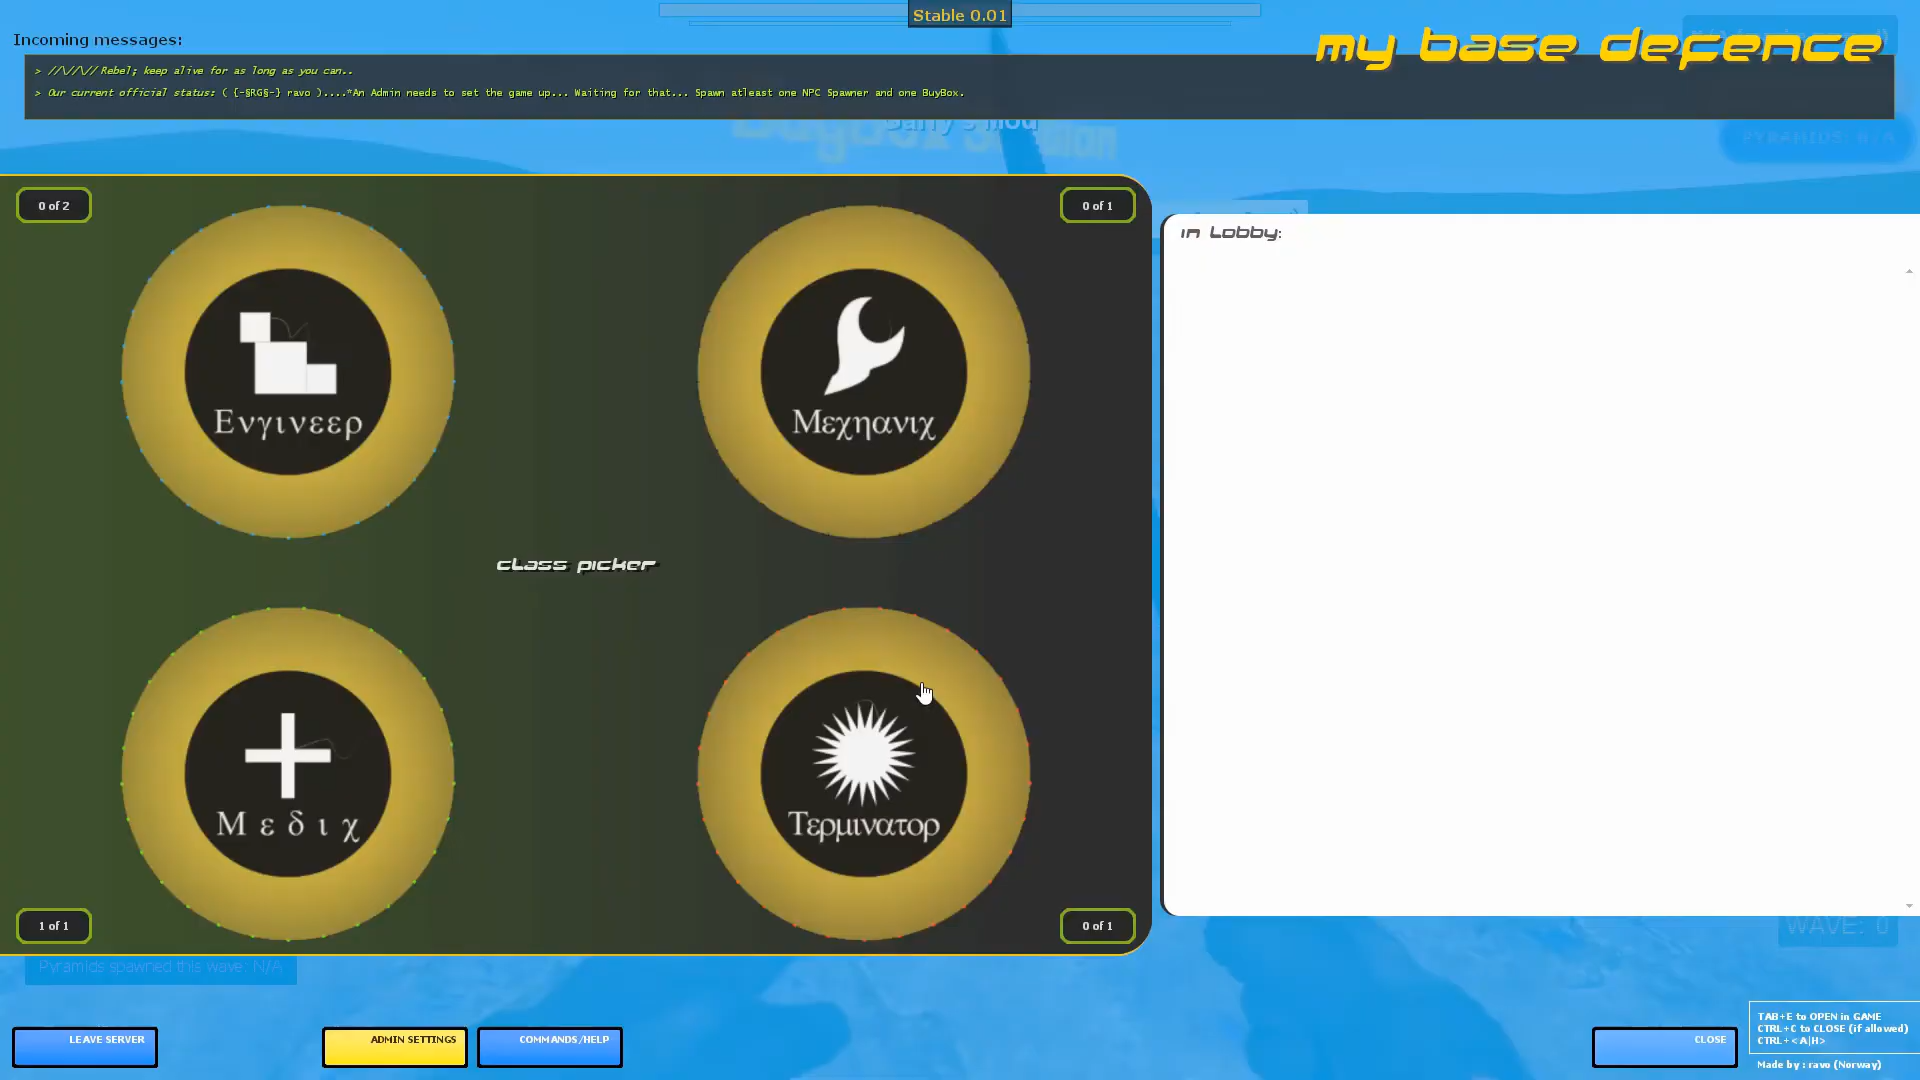 Stable 0.01
my base defence
Incoming messages:
> //\//\// Rebel; keep alive for as long as you can..
> Our current official status: ( {-§RG§-} ravo )....*An Admin needs to set the game up... Waiting for that... Spawn atleast one NPC Spawner and one BuyBox.
Garry's Mod
PYRAMIDS: N/A
0 of 2
0 of 1
In Lobby:
Ενγινεερ
Μεχηανιχ
class picker
Μεδιχ
Τερμινατορ
1 of 1
0 of 1
WAVE: 0
Pyramids spawned this wave: N/A
LEAVE SERVER
ADMIN SETTINGS
COMMANDS/HELP
CLOSE
TAB+E to OPEN in GAME
CTRL+C to CLOSE (if allowed)
CTRL+<A|H>
Made by : ravo (Norway)